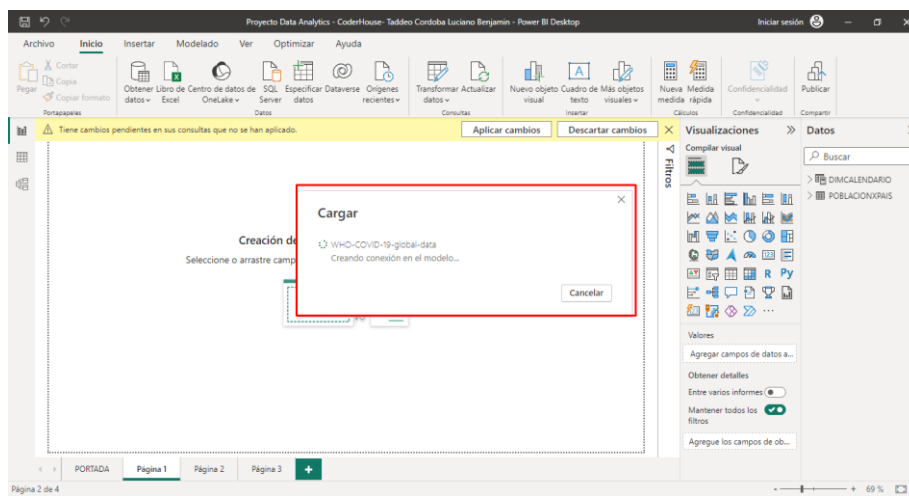 Proyecto Data Analytics - CoderHouse- Taddeo Cordoba Luciano Benjamin - Power BI Desktop
Iniciar sesión
Archivo Inicio Insertar Modelado Ver Optimizar Ayuda
Pegar
Cortar
Copia
Copiar formato
Portapapeles
Obtener datos
Libro de Excel
Centro de datos de OneLake
SQL Server
Especificar datos
Dataverse
Orígenes recientes
Datos
Transformar datos
Actualizar
Consultas
Nuevo objeto visual
Cuadro de texto
Más objetos visuales
Insertar
Nueva medida
Medida rápida
Cálculos
Confidencialidad
Confidencialidad
Publicar
Compartir
Tiene cambios pendientes en sus consultas que no se han aplicado.
Aplicar cambios
Descartar cambios
Filtros
Creación de
Seleccione o arrastre camp
Cargar
WHO-COVID-19-global-data
Creando conexión en el modelo...
Cancelar
Visualizaciones
Compilar visual
R Py
123
Valores
Agregar campos de datos a...
Obtener detalles
Entre varios informes
Mantener todos los
filtros
Agregue los campos de ob...
Datos
Buscar
DIMCALENDARIO
POBLACIONXPAIS
PORTADA Página 1 Página 2 Página 3
Página 2 de 4
69 %